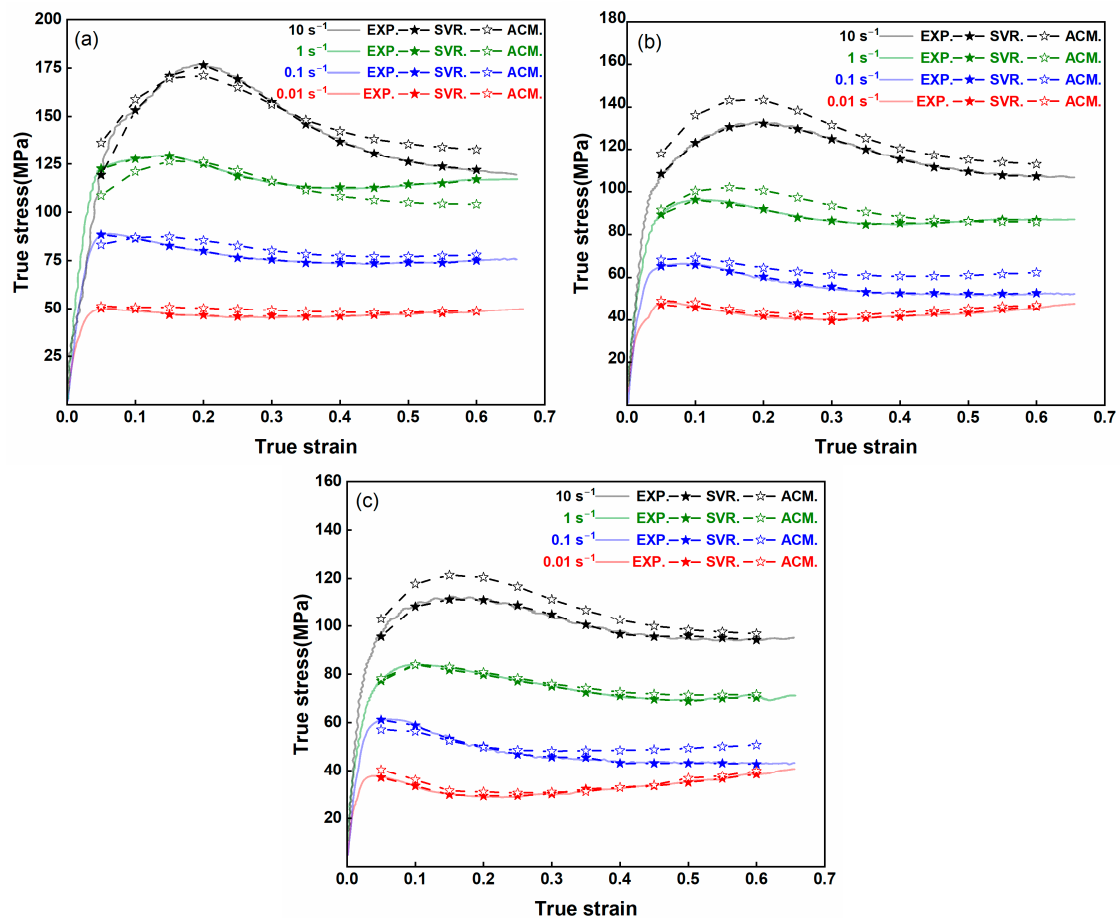 (a)
10 s⁻¹ EXP. SVR. ACM.
1 s⁻¹ EXP. SVR. ACM.
0.1 s⁻¹ EXP. SVR. ACM.
0.01 s⁻¹ EXP. SVR. ACM.
200
175
150
125
100
75
50
25
True stress(MPa)
0.0 0.1 0.2 0.3 0.4 0.5 0.6 0.7
True strain
(b)
10 s⁻¹ EXP. SVR. ACM.
1 s⁻¹ EXP. SVR. ACM.
0.1 s⁻¹ EXP. SVR. ACM.
0.01 s⁻¹ EXP. SVR. ACM.
180
160
140
120
100
80
60
40
20
True stress(MPa)
0.0 0.1 0.2 0.3 0.4 0.5 0.6 0.7
True strain
(c)
10 s⁻¹ EXP. SVR. ACM.
1 s⁻¹ EXP. SVR. ACM.
0.1 s⁻¹ EXP. SVR. ACM.
0.01 s⁻¹ EXP. SVR. ACM.
160
140
120
100
80
60
40
20
True stress(MPa)
0.0 0.1 0.2 0.3 0.4 0.5 0.6 0.7
True strain